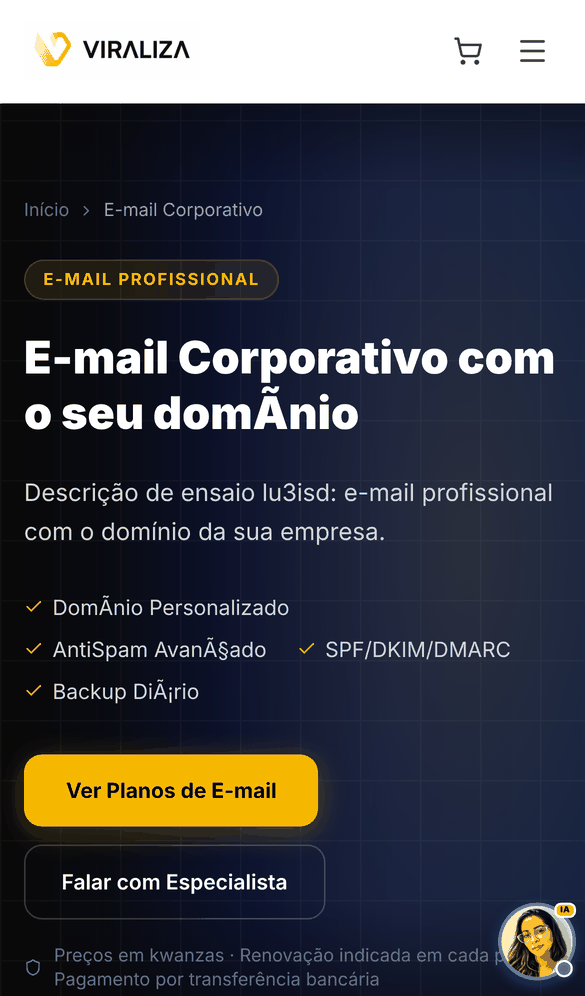 VIRALIZA
Início > E-mail Corporativo
E-MAIL PROFISSIONAL
E-mail Corporativo com
o seu domÃnio
Descrição de ensaio lu3isd: e-mail profissional
com o domínio da sua empresa.
DomÃnio Personalizado
AntiSpam AvanÃ§ado SPF/DKIM/DMARC
Backup DiÃ¡rio
Ver Planos de E-mail
Falar com Especialista
IA
Preços em kwanzas · Renovação indicada em cada
Pagamento por transferência bancária